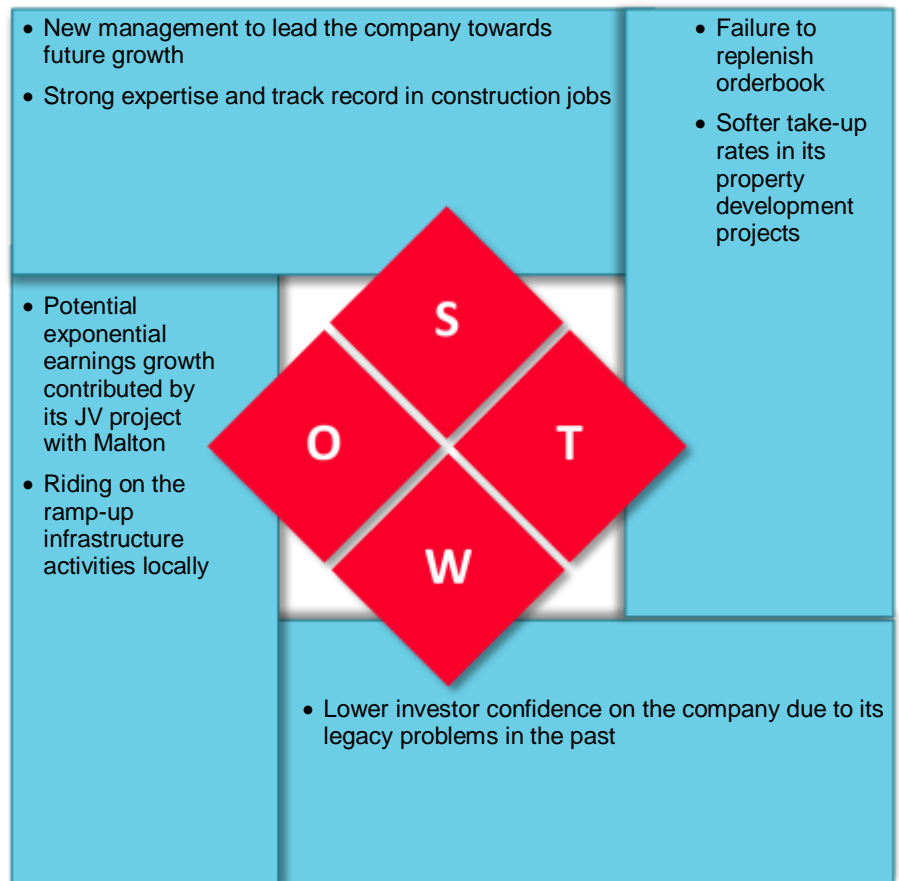 • New management to lead the company towards
future growth
• Strong expertise and track record in construction jobs
• Failure to
replenish
orderbook
• Softer take-up
rates in its
property
development
projects
S
• Potential
exponential
earnings growth
contributed by
its JV project
with Malton
• Riding on the
ramp-up
infrastructure
activities locally
O
T
W
• Lower investor confidence on the company due to its
legacy problems in the past